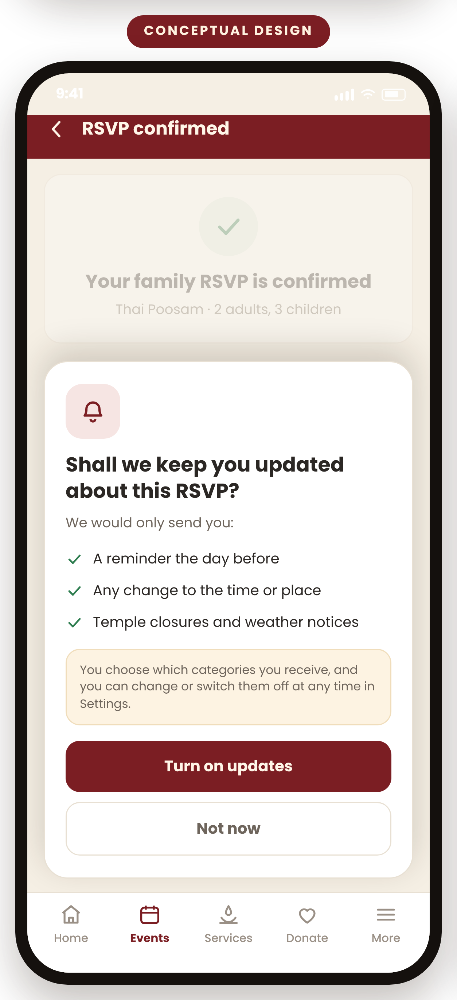 CONCEPTUAL DESIGN
9:41
RSVP confirmed
Your family RSVP is confirmed
Thai Poosam · 2 adults, 3 children
Shall we keep you updated
about this RSVP?
We would only send you:
A reminder the day before
Any change to the time or place
Temple closures and weather notices
You choose which categories you receive, and
you can change or switch them off at any time in
Settings.
Turn on updates
Not now
Home Events Services Donate More